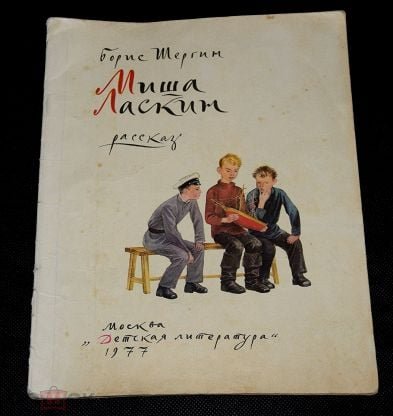 Борис Шергин
Миша
Ласкин
рассказ
Москва
„Детская литература“
1977